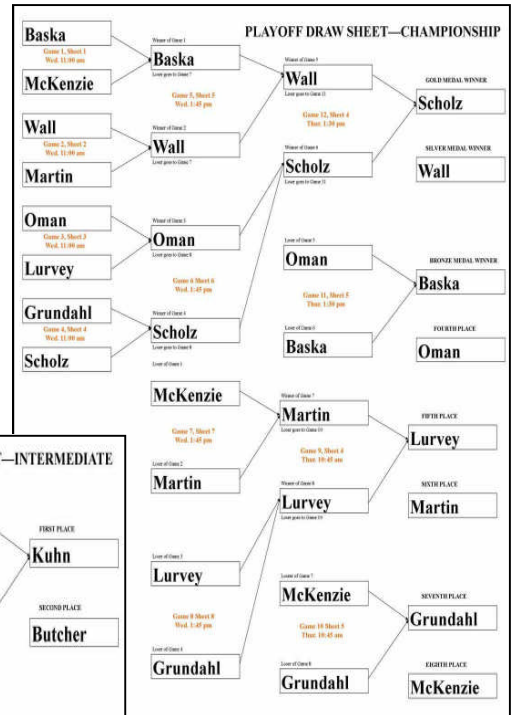 PLAYOFF DRAW SHEET—CHAMPIONSHIP
Baska
Game 1, Sheet 1
Wed. 11:00 am
McKenzie
Wall
Game 2, Sheet 2
Wed. 11:00 am
Martin
Oman
Game 3, Sheet 3
Wed. 11:00 am
Lurvey
Grundahl
Game 4, Sheet 4
Wed. 11:00 am
Scholz
Winner of Game 1
Baska
Loser goes to Game 7
Game 5, Sheet 5
Wed. 1:45 pm
Winner of Game 2
Wall
Loser goes to Game 7
Winner of Game 3
Oman
Loser goes to Game 8
Game 6 Sheet 6
Wed. 1:45 pm
Winner of Game 4
Scholz
Loser goes to Game 8
Winner of Game 5
Wall
Loser goes to Game 11
Game 12, Sheet 4
Thur. 1:30 pm
Winner of Game 6
Scholz
Loser goes to Game 11
GOLD MEDAL WINNER
Scholz
SILVER MEDAL WINNER
Wall
Loser of Game 5
Oman
Game 11, Sheet 5
Thur. 1:30 pm
Loser of Game 6
Baska
BRONZE MEDAL WINNER
Baska
FOURTH PLACE
Oman
Loser of Game 1
McKenzie
Game 7, Sheet 7
Wed. 1:45 pm
Loser of Game 2
Martin
Loser of Game 3
Lurvey
Game 8 Sheet 8
Wed. 1:45 pm
Loser of Game 4
Grundahl
Winner of Game 7
Martin
Loser goes to Game 10
Game 9, Sheet 4
Thur. 10:45 am
Winner of Game 8
Lurvey
Loser goes to Game 10
FIFTH PLACE
Lurvey
SIXTH PLACE
Martin
Loser of Game 7
McKenzie
Game 10 Sheet 5
Thur. 10:45 am
Loser of Game 8
Grundahl
SEVENTH PLACE
Grundahl
EIGHTH PLACE
McKenzie
—INTERMEDIATE
FIRST PLACE
Kuhn
SECOND PLACE
Butcher